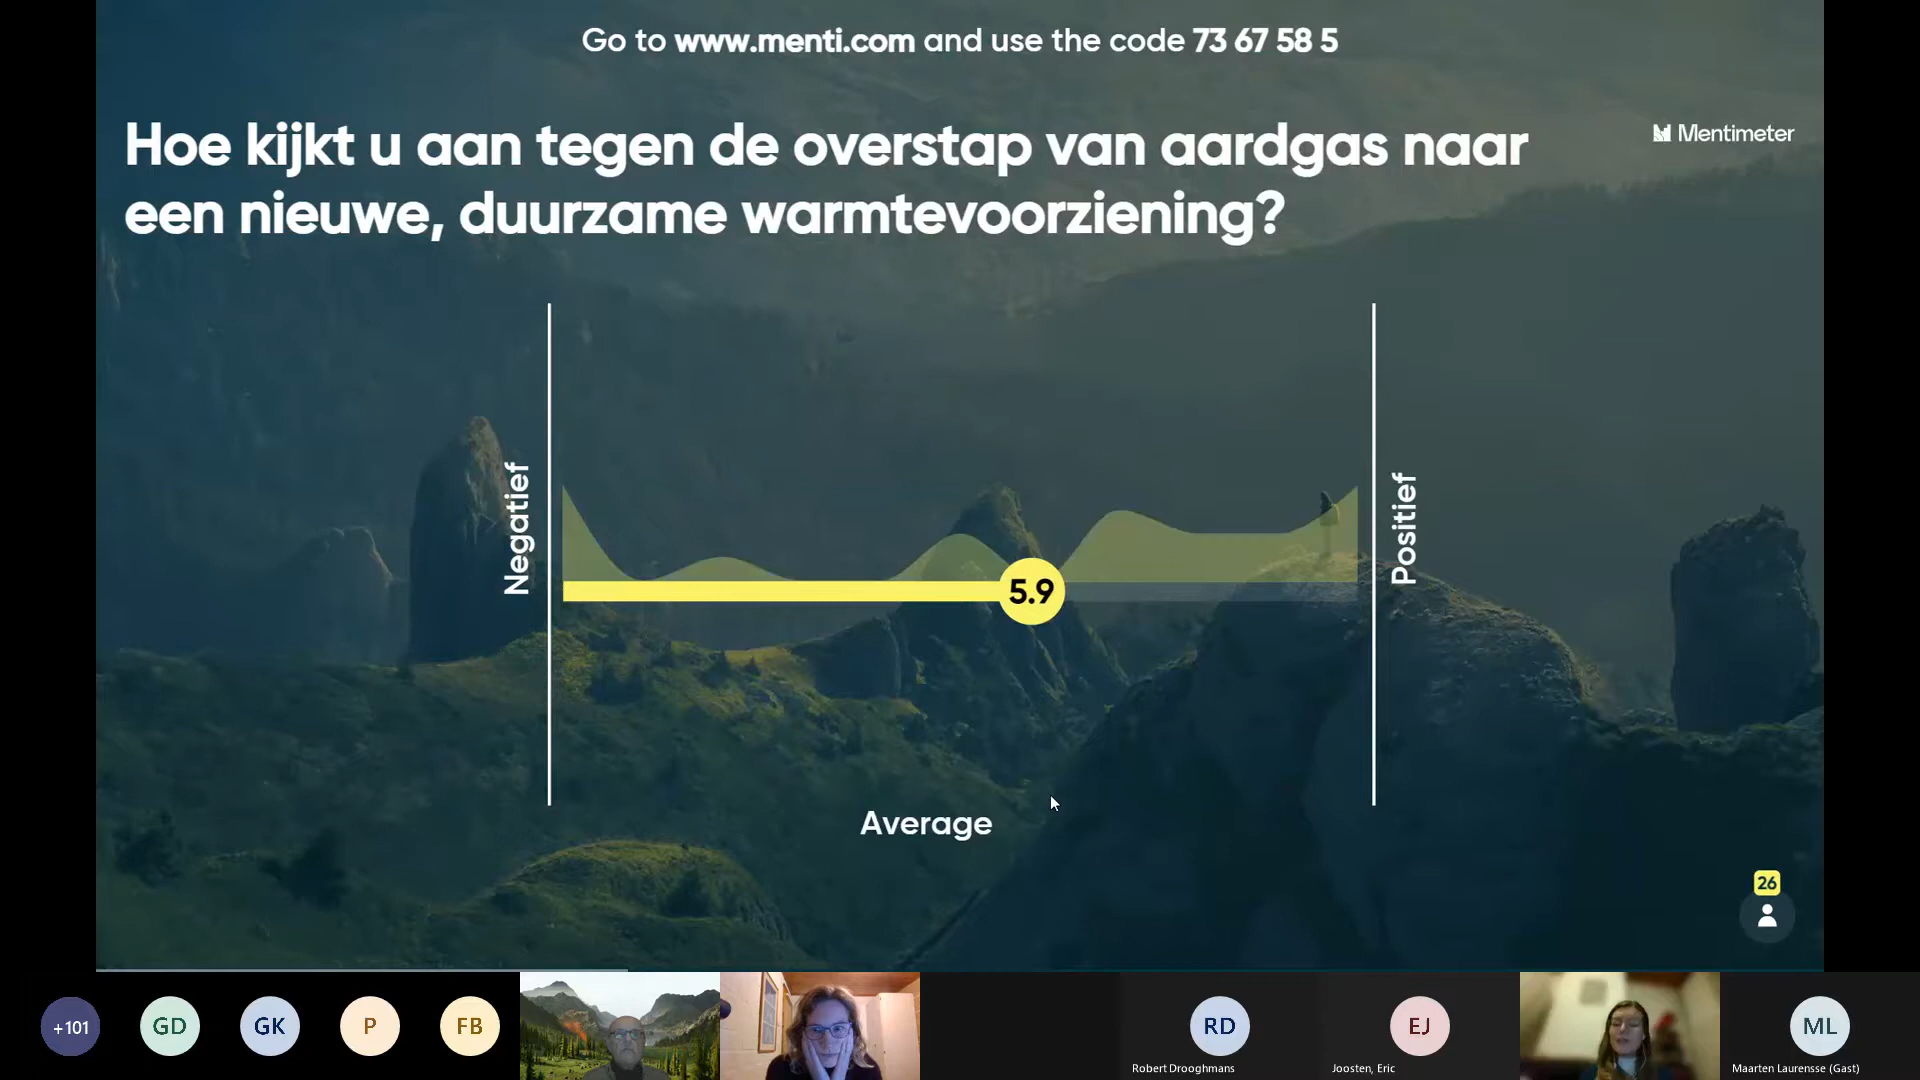 Go to www.menti.com and use the code 73 67 58 5
Hoe kijkt u aan tegen de overstap van aardgas naar
een nieuwe, duurzame warmtevoorziening?
Mentimeter
Negatief
5.9
Positief
Average
26
+101
GD
GK
P
FB
RD
Robert Drooghmans
EJ
Joosten, Eric
ML
Maarten Laurensse (Gast)